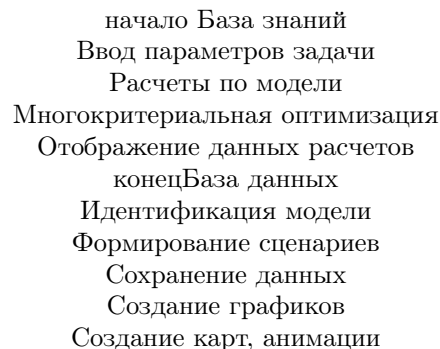 начало База знаний
Ввод параметров задачи
Расчеты по модели
Многокритериальная оптимизация
Отображение данных расчетов
конецБаза данных
Идентификация модели
Формирование сценариев
Сохранение данных
Создание графиков
Создание карт, анимации